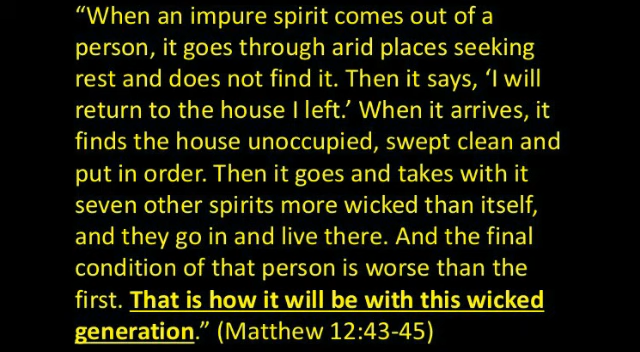 “When an impure spirit comes out of a
person, it goes through arid places seeking
rest and does not find it. Then it says, ‘I will
return to the house I left.’ When it arrives, it
finds the house unoccupied, swept clean and
put in order. Then it goes and takes with it
seven other spirits more wicked than itself,
and they go in and live there. And the final
condition of that person is worse than the
first. That is how it will be with this wicked
generation.” (Matthew 12:43-45)